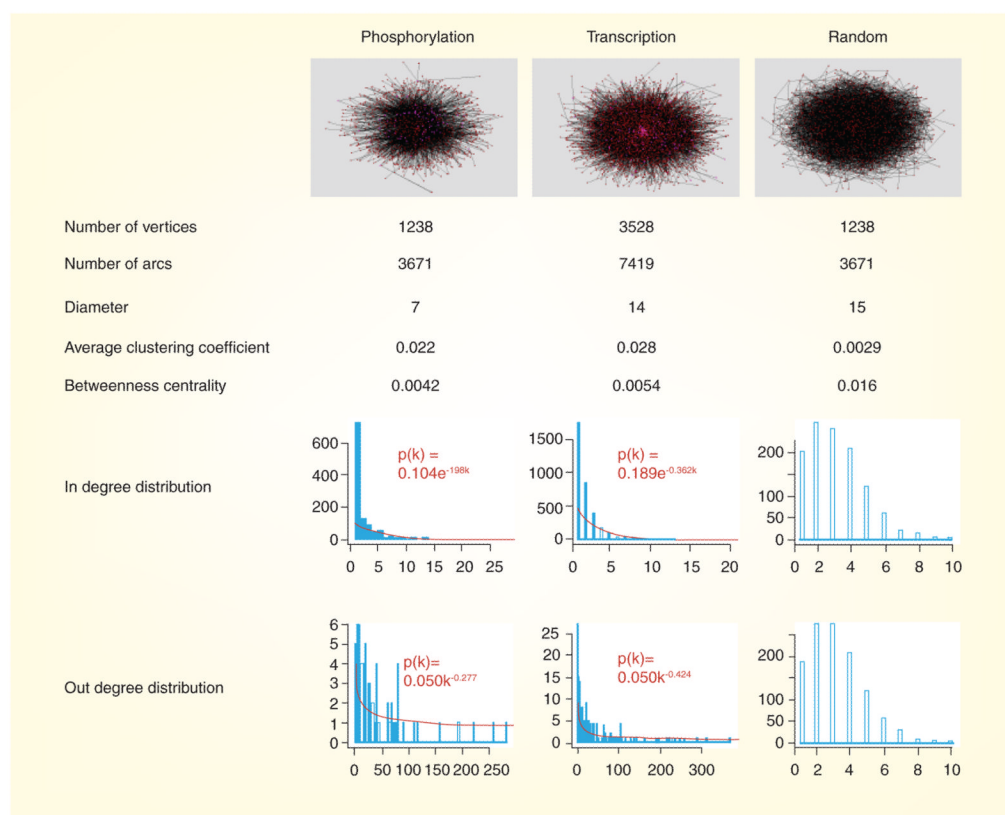 Phosphorylation Transcription Random
Number of vertices 1238 3528 1238
Number of arcs 3671 7419 3671
Diameter 7 14 15
Average clustering coefficient 0.022 0.028 0.0029
Betweenness centrality 0.0042 0.0054 0.016
In degree distribution
600
400
200
0
0 5 10 15 20 25
p(k) =
0.104e-198k
1500
1000
500
0
0 5 10 15 20
p(k) =
0.189e-0.362k
200
100
50
0
0 2 4 6 8 10
Out degree distribution
6
5
4
3
2
1
0
0 50 100 150 200 250
p(k)=
0.050k-0.277
25
20
15
10
5
0
0 100 200 300
p(k)=
0.050k-0.424
200
100
50
0
0 2 4 6 8 10